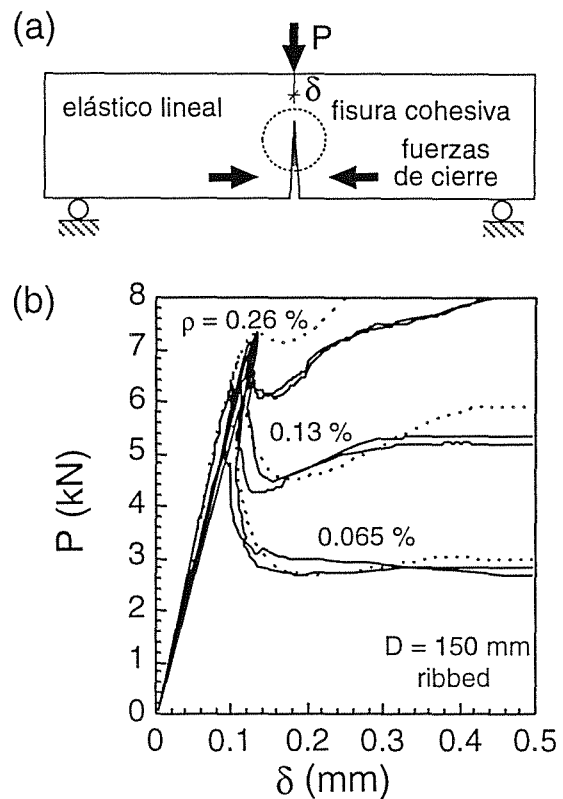 (a)
P
δ
elástico lineal
fisura cohesiva
fuerzas
de cierre
(b)
8
7
6
5
4
3
2
1
0
P (kN)
ρ = 0.26 %
0.13 %
0.065 %
D = 150 mm
ribbed
0
0.1
0.2
0.3
0.4
0.5
δ (mm)